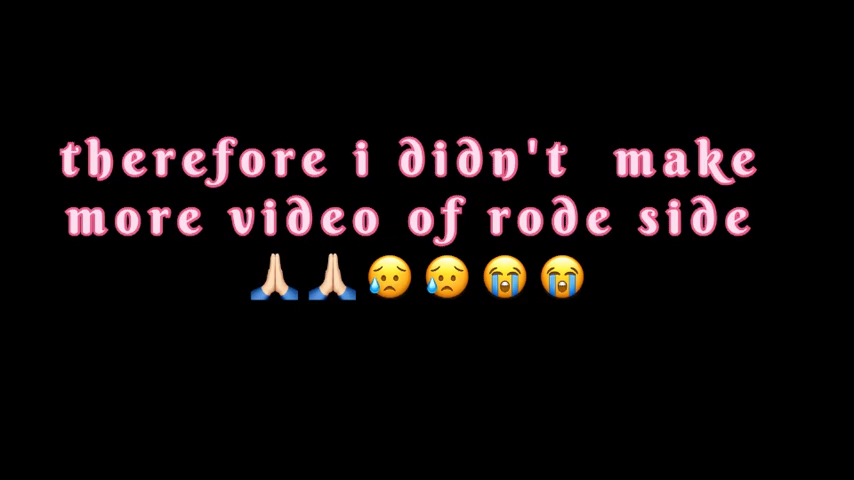 therefore i didn't make
more video of rode side
🙏🏻🙏🏻😥😥😭😭